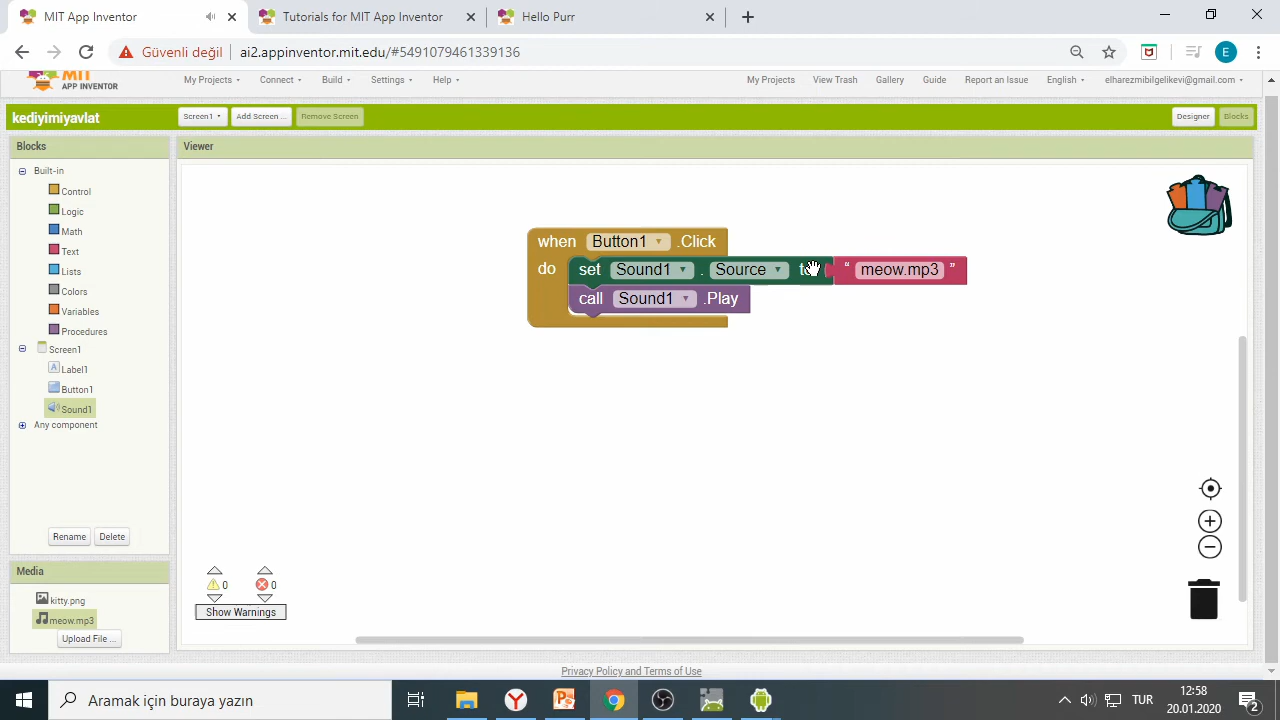 MIT App Inventor
Tutorials for MIT App Inventor
Hello Purr
Güvenli değil
ai2.appinventor.mit.edu/#5491079461339136
E
MIT
APP INVENTOR
My Projects
Connect
Build
Settings
Help
My Projects
View Trash
Gallery
Guide
Report an Issue
English
elharezmibilgelikevi@gmail.com
kediyimiyavlat
Screen1
Add Screen ...
Remove Screen
Designer
Blocks
Blocks
Viewer
Built-in
Control
Logic
Math
Text
Lists
Colors
Variables
Procedures
Screen1
Label1
Button1
Sound1
Any component
Rename
Delete
when Button1 .Click
do set Sound1 . Source to " meow.mp3 "
call Sound1 .Play
Media
kitty.png
meow.mp3
Upload File ...
0
0
Show Warnings
Privacy Policy and Terms of Use
Aramak için buraya yazın
TUR
12:58
20.01.2020
2